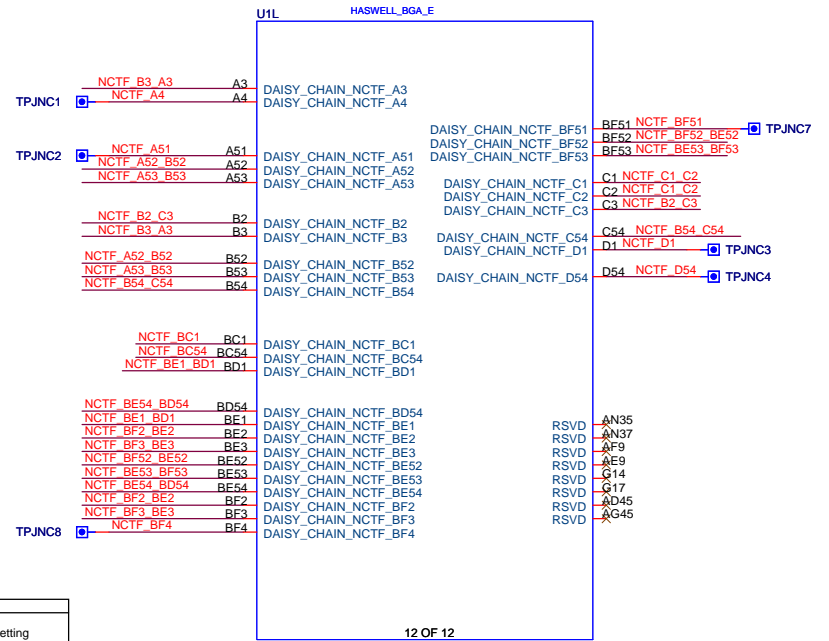 U1L HASWELL_BGA_E
NCTF_B3_A3 A3 DAISY_CHAIN_NCTF_A3
TPJNC1 NCTF_A4 A4 DAISY_CHAIN_NCTF_A4
TPJNC2 NCTF_A51 A51 DAISY_CHAIN_NCTF_A51
NCTF_A52_B52 A52 DAISY_CHAIN_NCTF_A52
NCTF_A53_B53 A53 DAISY_CHAIN_NCTF_A53
NCTF_B2_C3 B2 DAISY_CHAIN_NCTF_B2
NCTF_B3_A3 B3 DAISY_CHAIN_NCTF_B3
NCTF_A52_B52 B52 DAISY_CHAIN_NCTF_B52
NCTF_A53_B53 B53 DAISY_CHAIN_NCTF_B53
NCTF_B54_C54 B54 DAISY_CHAIN_NCTF_B54
NCTF_BC1 BC1 DAISY_CHAIN_NCTF_BC1
NCTF_BC54 BC54 DAISY_CHAIN_NCTF_BC54
NCTF_BE1_BD1 BD1 DAISY_CHAIN_NCTF_BD1
NCTF_BE54_BD54 BD54 DAISY_CHAIN_NCTF_BD54
NCTF_BE1_BD1 BE1 DAISY_CHAIN_NCTF_BE1
NCTF_BF2_BE2 BE2 DAISY_CHAIN_NCTF_BE2
NCTF_BF3_BE3 BE3 DAISY_CHAIN_NCTF_BE3
NCTF_BF52_BE52 BE52 DAISY_CHAIN_NCTF_BE52
NCTF_BE53_BF53 BE53 DAISY_CHAIN_NCTF_BE53
NCTF_BE54_BD54 BE54 DAISY_CHAIN_NCTF_BE54
NCTF_BF2_BE2 BF2 DAISY_CHAIN_NCTF_BF2
NCTF_BF3_BE3 BF3 DAISY_CHAIN_NCTF_BF3
TPJNC8 NCTF_BF4 BF4 DAISY_CHAIN_NCTF_BF4
DAISY_CHAIN_NCTF_BF51 BF51 NCTF_BF51 TPJNC7
DAISY_CHAIN_NCTF_BF52 BF52 NCTF_BF52_BE52
DAISY_CHAIN_NCTF_BF53 BF53 NCTF_BE53_BF53
DAISY_CHAIN_NCTF_C1 C1 NCTF_C1_C2
DAISY_CHAIN_NCTF_C2 C2 NCTF_C1_C2
DAISY_CHAIN_NCTF_C3 C3 NCTF_B2_C3
DAISY_CHAIN_NCTF_C54 C54 NCTF_B54_C54
DAISY_CHAIN_NCTF_D1 D1 NCTF_D1 TPJNC3
DAISY_CHAIN_NCTF_D54 D54 NCTF_D54 TPJNC4
RSVD AN35
RSVD AN37
RSVD AF9
RSVD AE9
RSVD G14
RSVD G17
RSVD AD45
RSVD AG45
12 OF 12
etting